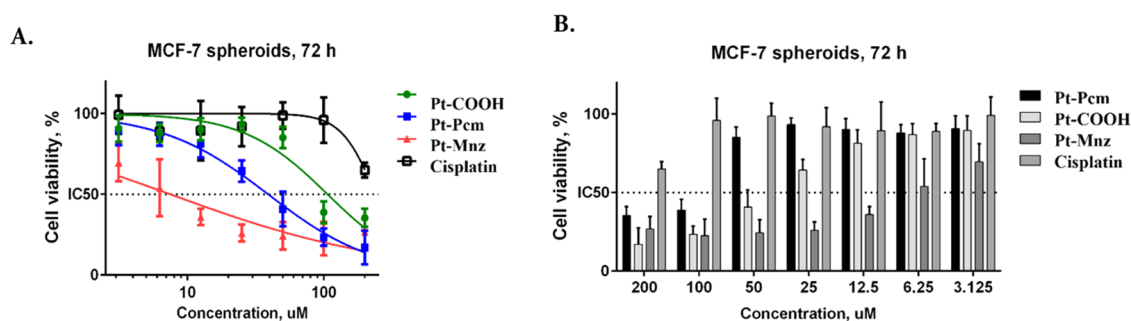 A.
MCF-7 spheroids, 72 h
Cell viability, %
100
IC50
0
10
100
Concentration, uM
Pt-COOH
Pt-Pcm
Pt-Mnz
Cisplatin
B.
MCF-7 spheroids, 72 h
Cell viability, %
100
IC50
0
200 100 50 25 12.5 6.25 3.125
Concentration, uM
Pt-Pcm
Pt-COOH
Pt-Mnz
Cisplatin